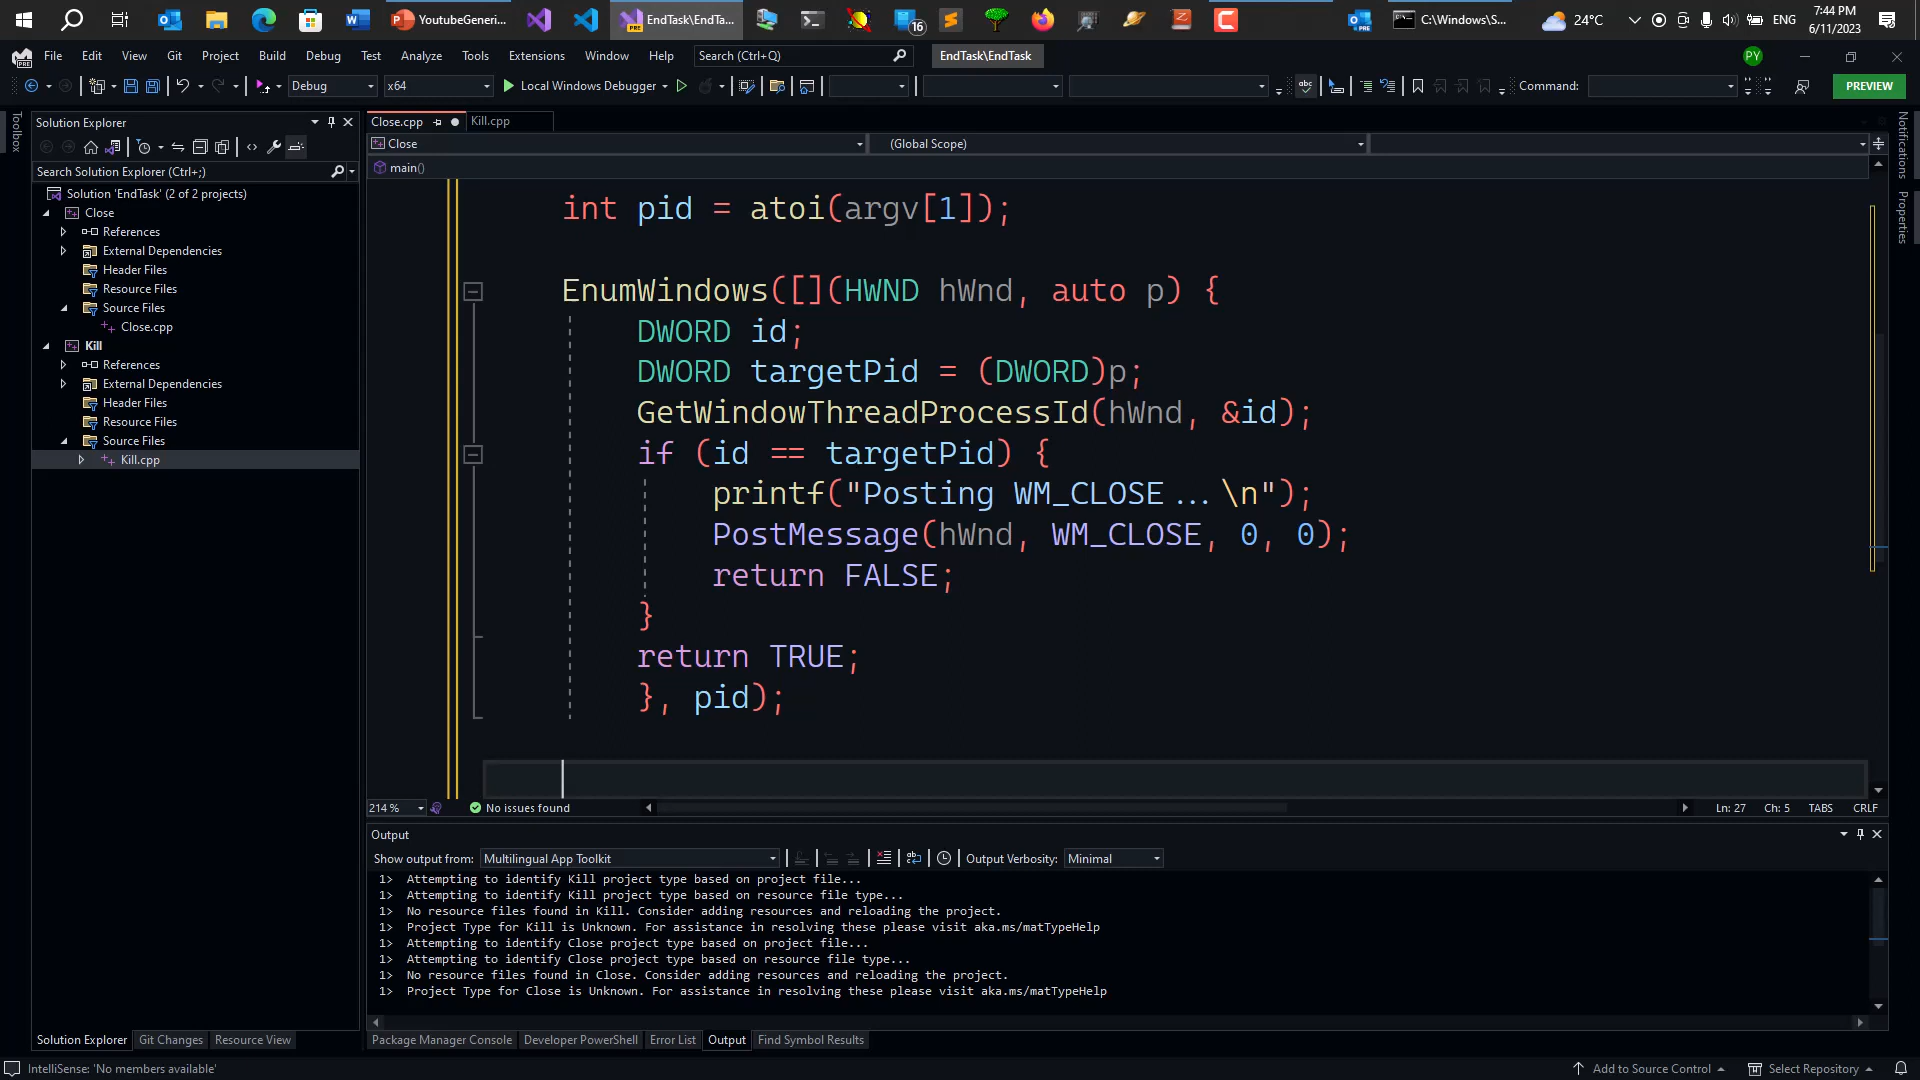 YoutubeGeneri...
EndTask\EndTa...
16
C:\Windows\S...
24°C
ENG
7:44 PM
6/11/2023
File Edit View Git Project Build Debug Test Analyze Tools Extensions Window Help Search (Ctrl+Q) EndTask\EndTask PY
Debug x64 Local Windows Debugger Command: PREVIEW
Toolbox
Solution Explorer
Search Solution Explorer (Ctrl+;)
Solution 'EndTask' (2 of 2 projects)
Close
References
External Dependencies
Header Files
Resource Files
Source Files
Close.cpp
Kill
References
External Dependencies
Header Files
Resource Files
Source Files
Kill.cpp
Solution Explorer Git Changes Resource View
Close.cpp Kill.cpp
Close (Global Scope)
main()
int pid = atoi(argv[1]);
EnumWindows([](HWND hWnd, auto p) {
DWORD id;
DWORD targetPid = (DWORD)p;
GetWindowThreadProcessId(hWnd, &id);
if (id == targetPid) {
printf("Posting WM_CLOSE...\n");
PostMessage(hWnd, WM_CLOSE, 0, 0);
return FALSE;
}
return TRUE;
}, pid);
214 % No issues found Ln: 27 Ch: 5 TABS CRLF
Output
Show output from: Multilingual App Toolkit Output Verbosity: Minimal
1> Attempting to identify Kill project type based on project file...
1> Attempting to identify Kill project type based on resource file type...
1> No resource files found in Kill. Consider adding resources and reloading the project.
1> Project Type for Kill is Unknown. For assistance in resolving these please visit aka.ms/matTypeHelp
1> Attempting to identify Close project type based on project file...
1> Attempting to identify Close project type based on resource file type...
1> No resource files found in Close. Consider adding resources and reloading the project.
1> Project Type for Close is Unknown. For assistance in resolving these please visit aka.ms/matTypeHelp
Package Manager Console Developer PowerShell Error List Output Find Symbol Results
Notifications
Properties
IntelliSense: 'No members available' Add to Source Control Select Repository